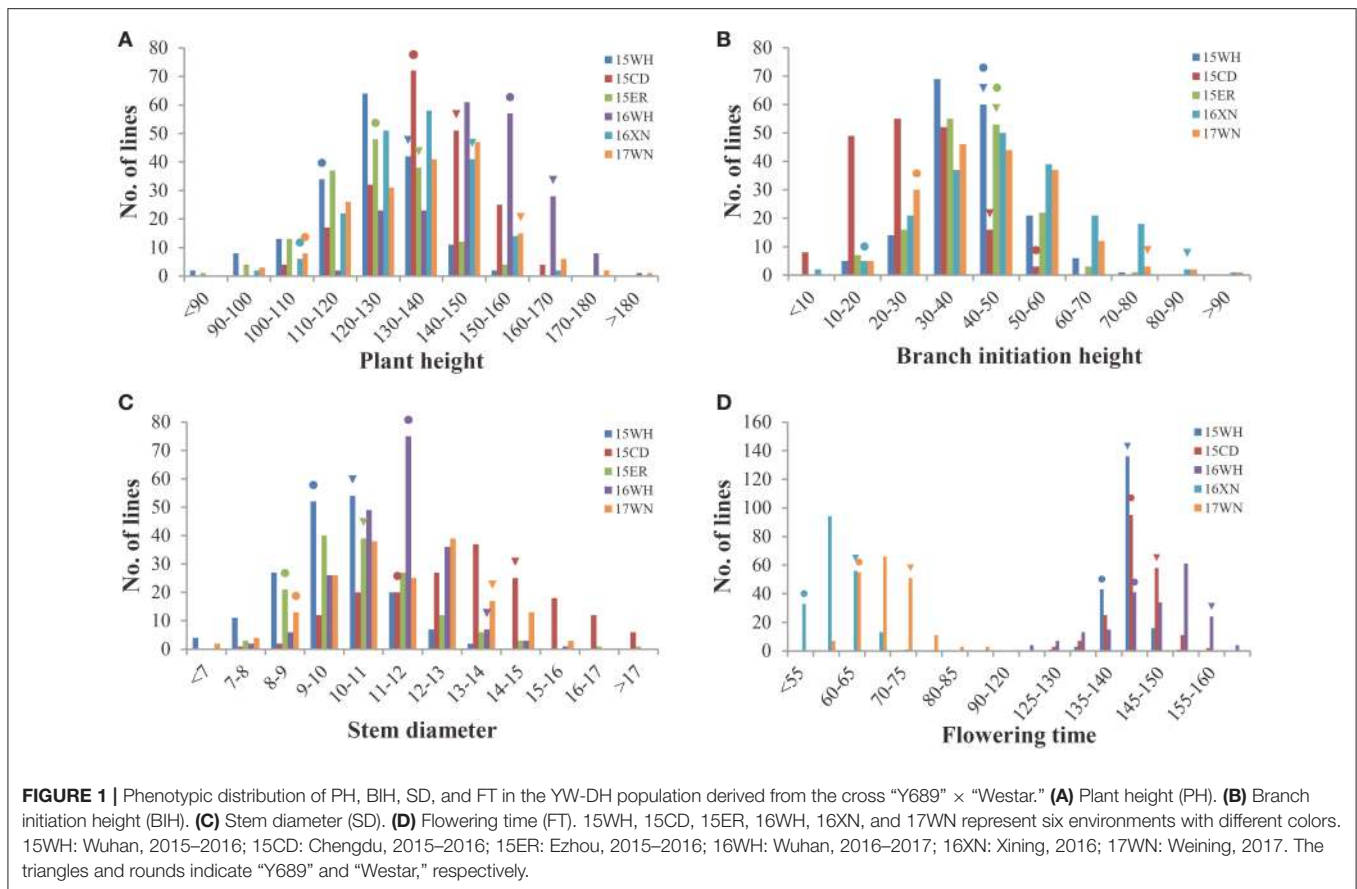 A
No. of lines
80
70
60
50
40
30
20
10
0
15WH
15CD
15ER
16WH
16XN
17WN
<90
90-100
100-110
110-120
120-130
130-140
140-150
150-160
160-170
170-180
>180
Plant height
B
No. of lines
80
70
60
50
40
30
20
10
0
15WH
15CD
15ER
16XN
17WN
<10
10-20
20-30
30-40
40-50
50-60
60-70
70-80
80-90
>90
Branch initiation height
C
No. of lines
80
70
60
50
40
30
20
10
0
15WH
15CD
15ER
16WH
17WN
<7
7-8
8-9
9-10
10-11
11-12
12-13
13-14
14-15
15-16
16-17
>17
Stem diameter
D
No. of lines
160
140
120
100
80
60
40
20
0
15WH
15CD
16WH
16XN
17WN
<55
60-65
70-75
80-85
90-120
125-130
135-140
145-150
155-160
Flowering time
FIGURE 1 | Phenotypic distribution of PH, BIH, SD, and FT in the YW-DH population derived from the cross “Y689” × “Westar.” (A) Plant height (PH). (B) Branch
initiation height (BIH). (C) Stem diameter (SD). (D) Flowering time (FT). 15WH, 15CD, 15ER, 16WH, 16XN, and 17WN represent six environments with different colors.
15WH: Wuhan, 2015–2016; 15CD: Chengdu, 2015–2016; 15ER: Ezhou, 2015–2016; 16WH: Wuhan, 2016–2017; 16XN: Xining, 2016; 17WN: Weining, 2017. The
triangles and rounds indicate “Y689” and “Westar,” respectively.